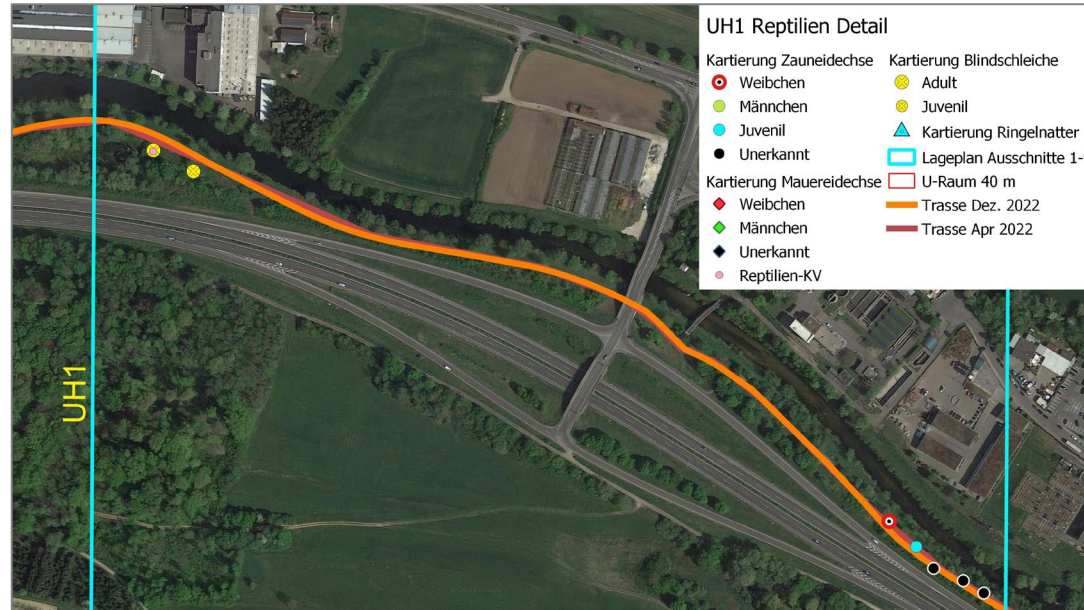 UH1 Reptilien Detail
Kartierung Zauneidechse
Weibchen
Männchen
Juvenil
Unerkannt
Kartierung Mauereidechse
Weibchen
Männchen
Unerkannt
Reptilien-KV
Kartierung Blindschleiche
Adult
Juvenil
Kartierung Ringelnatter
Lageplan Ausschnitte 1-
U-Raum 40 m
Trasse Dez. 2022
Trasse Apr 2022
UH1